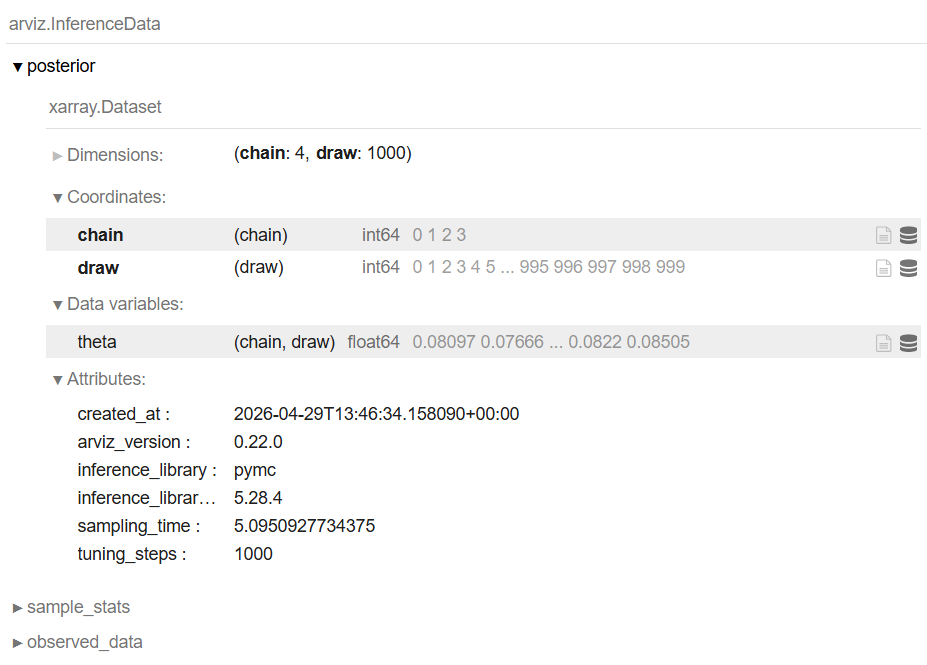 arviz.InferenceData
▼ posterior
xarray.Dataset
► Dimensions: (chain: 4, draw: 1000)
▼ Coordinates:
chain (chain) int64 0 1 2 3
draw (draw) int64 0 1 2 3 4 5 ... 995 996 997 998 999
▼ Data variables:
theta (chain, draw) float64 0.08097 0.07666 ... 0.0822 0.08505
▼ Attributes:
created_at : 2026-04-29T13:46:34.158090+00:00
arviz_version : 0.22.0
inference_library : pymc
inference_librar… 5.28.4
sampling_time : 5.0950927734375
tuning_steps : 1000
► sample_stats
► observed_data